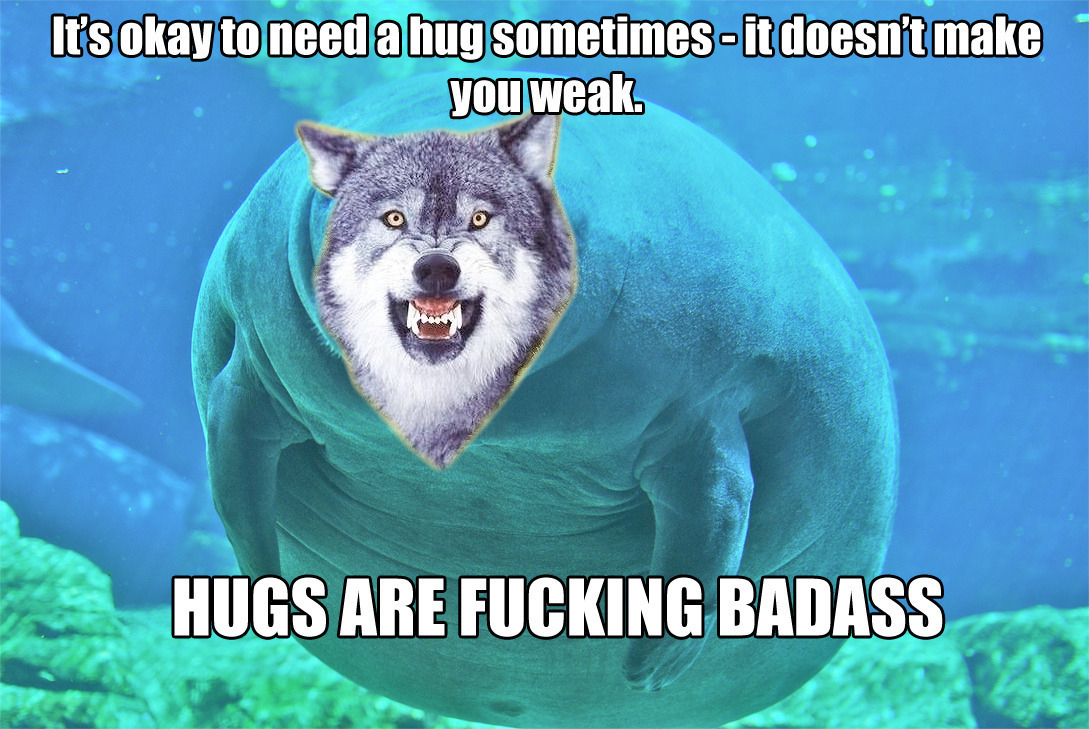 It’s okay to need a hug sometimes - it doesn’t make
you weak.
HUGS ARE FUCKING BADASS